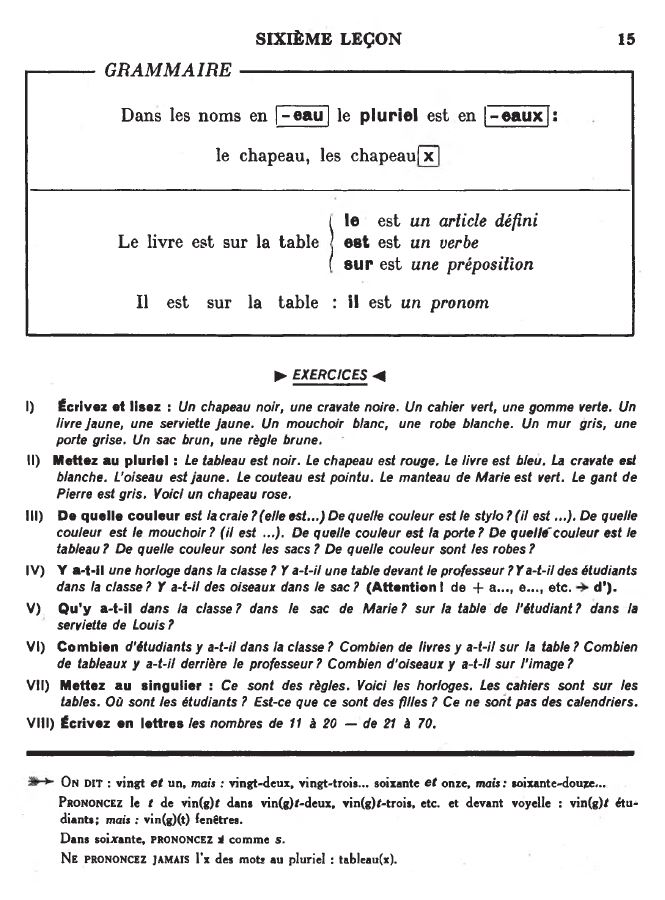 SIXIÈME LEÇON 15
GRAMMAIRE
Dans les noms en -eau le pluriel est en -eaux :
le chapeau, les chapeaux
Le livre est sur la table
le est un article défini
est est un verbe
sur est une préposition
Il est sur la table : il est un pronom
► EXERCICES ◄
I) Écrivez et lisez : Un chapeau noir, une cravate noire. Un cahier vert, une gomme verte. Un
livre jaune, une serviette jaune. Un mouchoir blanc, une robe blanche. Un mur gris, une
porte grise. Un sac brun, une règle brune.
II) Mettez au pluriel : Le tableau est noir. Le chapeau est rouge. Le livre est bleu. La cravate est
blanche. L'oiseau est jaune. Le couteau est pointu. Le manteau de Marie est vert. Le gant de
Pierre est gris. Voici un chapeau rose.
III) De quelle couleur est la craie ? (elle est...) De quelle couleur est le stylo ? (il est ...). De quelle
couleur est le mouchoir ? (il est ...). De quelle couleur est la porte ? De quelle couleur est le
tableau ? De quelle couleur sont les sacs ? De quelle couleur sont les robes ?
IV) Y a-t-il une horloge dans la classe ? Y a-t-il une table devant le professeur ? Y a-t-il des étudiants
dans la classe ? Y a-t-il des oiseaux dans le sac ? (Attention ! de + a..., e..., etc. → d').
V) Qu'y a-t-il dans la classe ? dans le sac de Marie ? sur la table de l'étudiant ? dans la
serviette de Louis ?
VI) Combien d'étudiants y a-t-il dans la classe ? Combien de livres y a-t-il sur la table ? Combien
de tableaux y a-t-il derrière le professeur ? Combien d'oiseaux y a-t-il sur l'image ?
VII) Mettez au singulier : Ce sont des règles. Voici les horloges. Les cahiers sont sur les
tables. Où sont les étudiants ? Est-ce que ce sont des filles ? Ce ne sont pas des calendriers.
VIII) Écrivez en lettres les nombres de 11 à 20 — de 21 à 70.
ON DIT : vingt et un, mais : vingt-deux, vingt-trois... soixante et onze, mais : soixante-douze...
PRONONCEZ le t de vin(g)t dans vin(g)t-deux, vin(g)t-trois, etc. et devant voyelle : vin(g)t étu-
diants; mais : vin(g)(t) fenêtres.
Dans soixante, PRONONCEZ x comme s.
NE PRONONCEZ JAMAIS l'x des mots au pluriel : tableau(x).